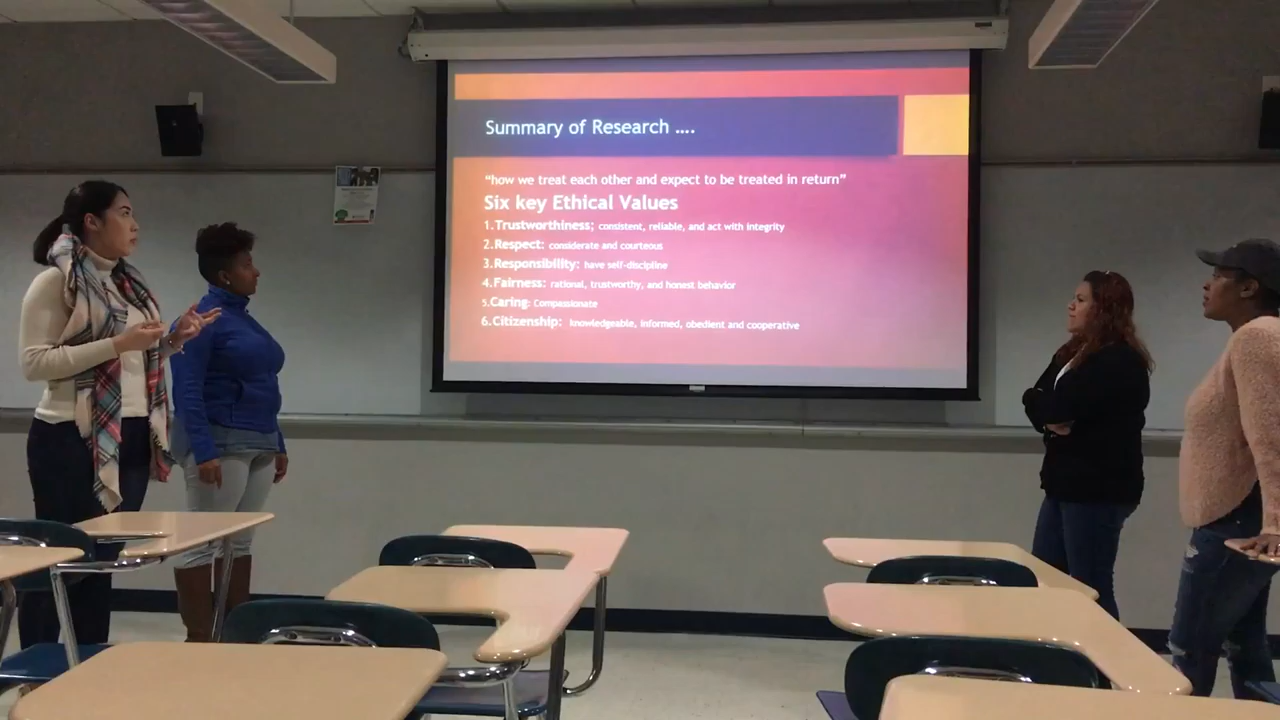 Summary of Research ....
“how we treat each other and expect to be treated in return”
Six key Ethical Values
1.Trustworthiness; consistent, reliable, and act with integrity
2.Respect: considerate and courteous
3.Responsibility: have self-discipline
4.Fairness: rational, trustworthy, and honest behavior
5.Caring: Compassionate
6.Citizenship: knowledgeable, informed, obedient and cooperative